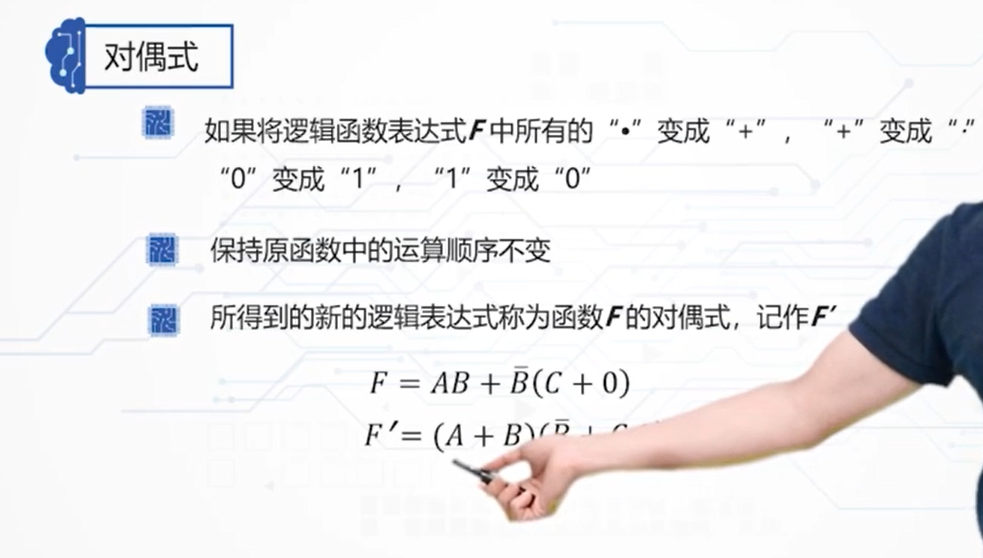 对偶式
如果将逻辑函数表达式F中所有的“•”变成“+”，“+”变成“·”
“0”变成“1”，“1”变成“0”
保持原函数中的运算顺序不变
所得到的新的逻辑表达式称为函数F的对偶式，记作F′
F = AB + B̅(C + 0)
F′= (A + B)(B̅ +